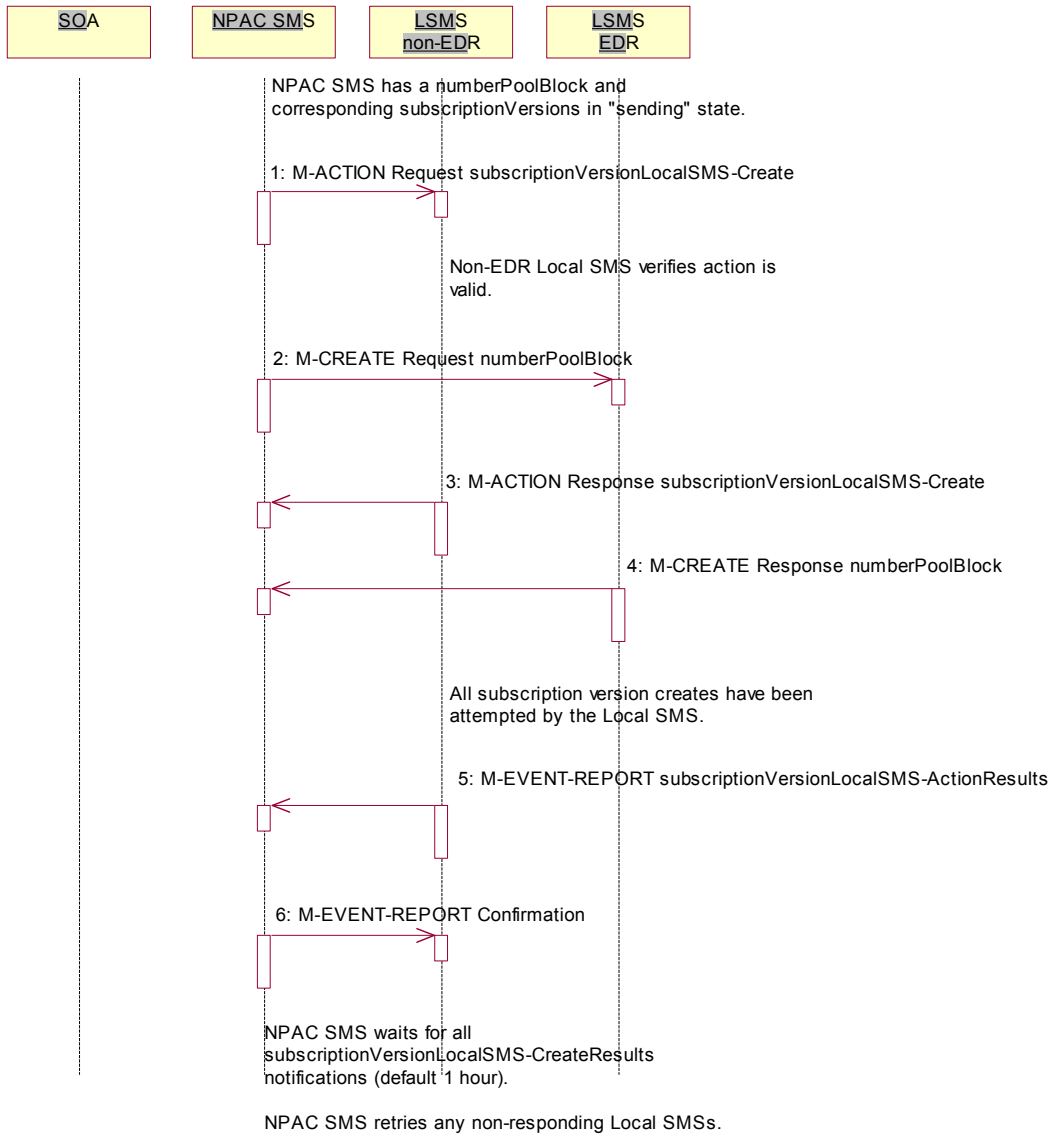 SOA
NPAC SMS
LSMS
non-EDR
LSMS
EDR
NPAC SMS has a numberPoolBlock and
corresponding subscriptionVersions in "sending" state.
1: M-ACTION Request subscriptionVersionLocalSMS-Create
Non-EDR Local SMS verifies action is
valid.
2: M-CREATE Request numberPoolBlock
3: M-ACTION Response subscriptionVersionLocalSMS-Create
4: M-CREATE Response numberPoolBlock
All subscription version creates have been
attempted by the Local SMS.
5: M-EVENT-REPORT subscriptionVersionLocalSMS-ActionResults
6: M-EVENT-REPORT Confirmation
NPAC SMS waits for all
subscriptionVersionLocalSMS-CreateResults
notifications (default 1 hour).
NPAC SMS retries any non-responding Local SMSs.